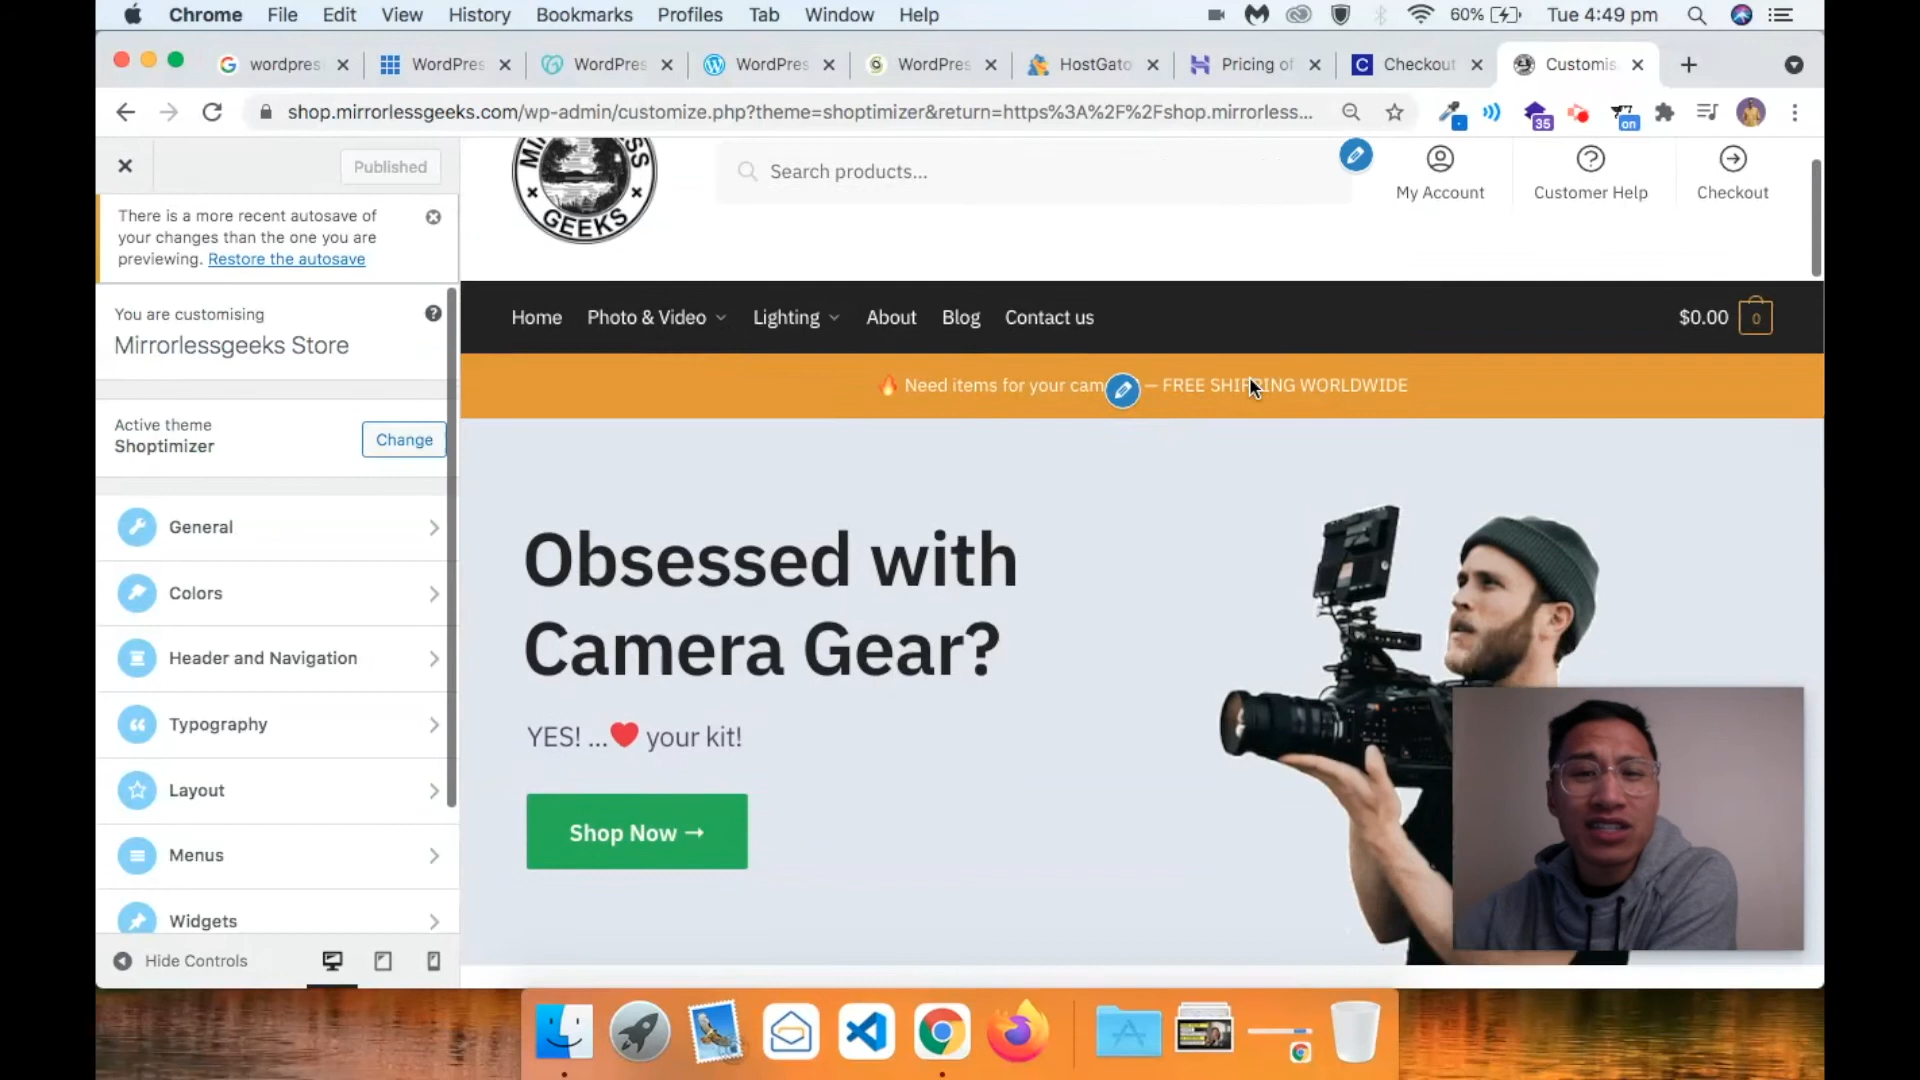 Chrome File Edit View History Bookmarks Profiles Tab Window Help 60% Tue 4:49 pm
wordpres WordPres WordPres WordPres WordPres HostGato Pricing of Checkout Customis
shop.mirrorlessgeeks.com/wp-admin/customize.php?theme=shoptimizer&return=https%3A%2F%2Fshop.mirrorless...
35
on
Published
There is a more recent autosave of
your changes than the one you are
previewing. Restore the autosave
You are customising
Mirrorlessgeeks Store
Active theme
Shoptimizer
Change
General
Colors
Header and Navigation
Typography
Layout
Menus
Widgets
Hide Controls
GEEKS
Search products...
My Account
Customer Help
Checkout
Home Photo & Video Lighting About Blog Contact us
$0.00 0
🔥 Need items for your cam — FREE SHIPPING WORLDWIDE
Obsessed with
Camera Gear?
YES! ...❤ your kit!
Shop Now →